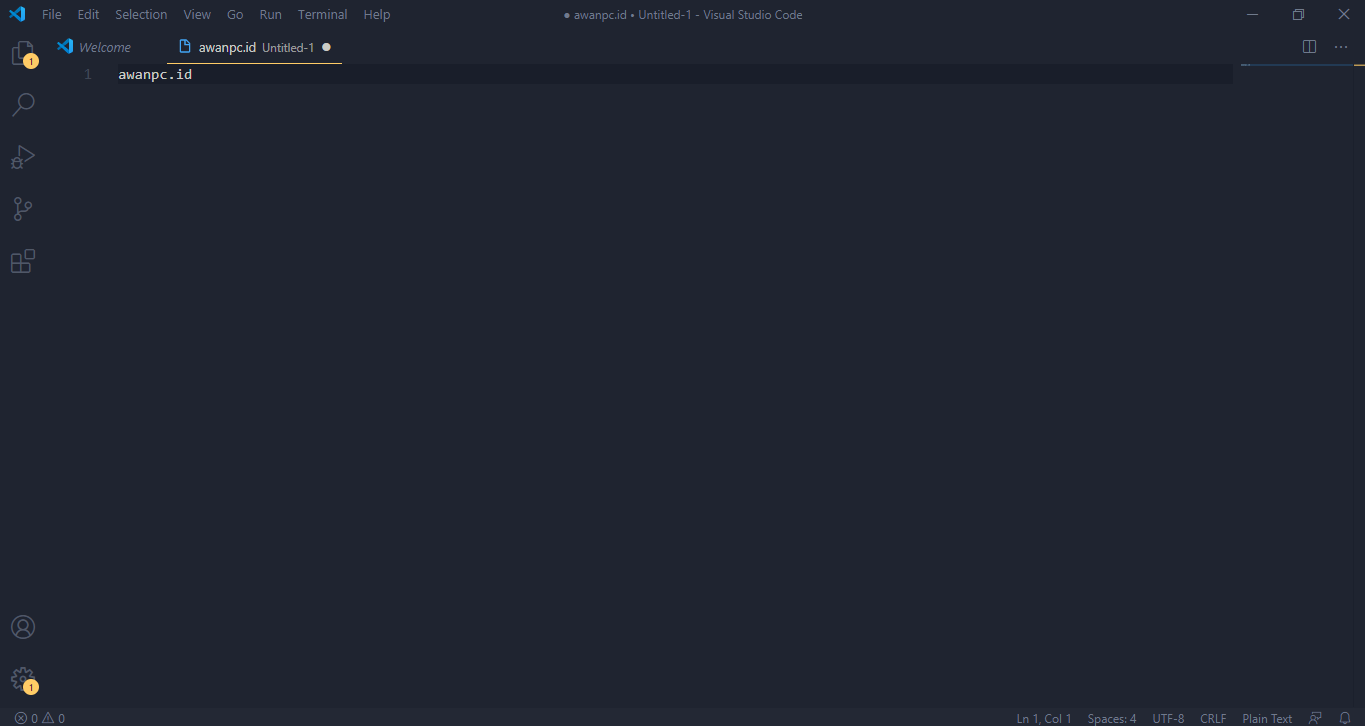 File Edit Selection View Go Run Terminal Help ● awanpc.id • Untitled-1 - Visual Studio Code
Welcome awanpc.id Untitled-1
1
1 awanpc.id
1
0 0 Ln 1, Col 1 Spaces: 4 UTF-8 CRLF Plain Text